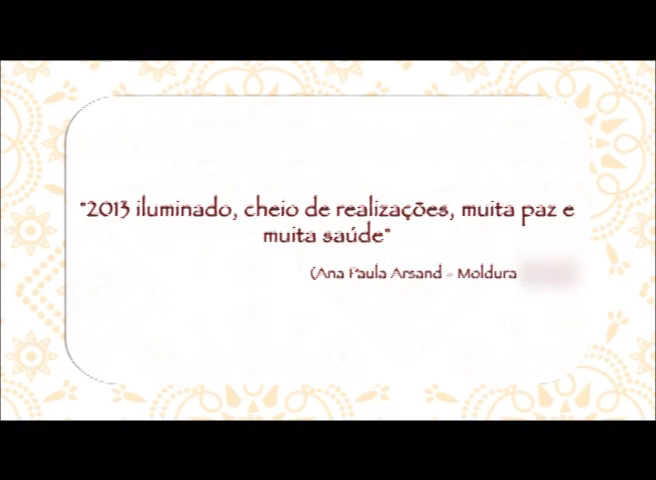 "2013 iluminado, cheio de realizações, muita paz e
muita saúde"
(Ana Paula Arsand - Moldura